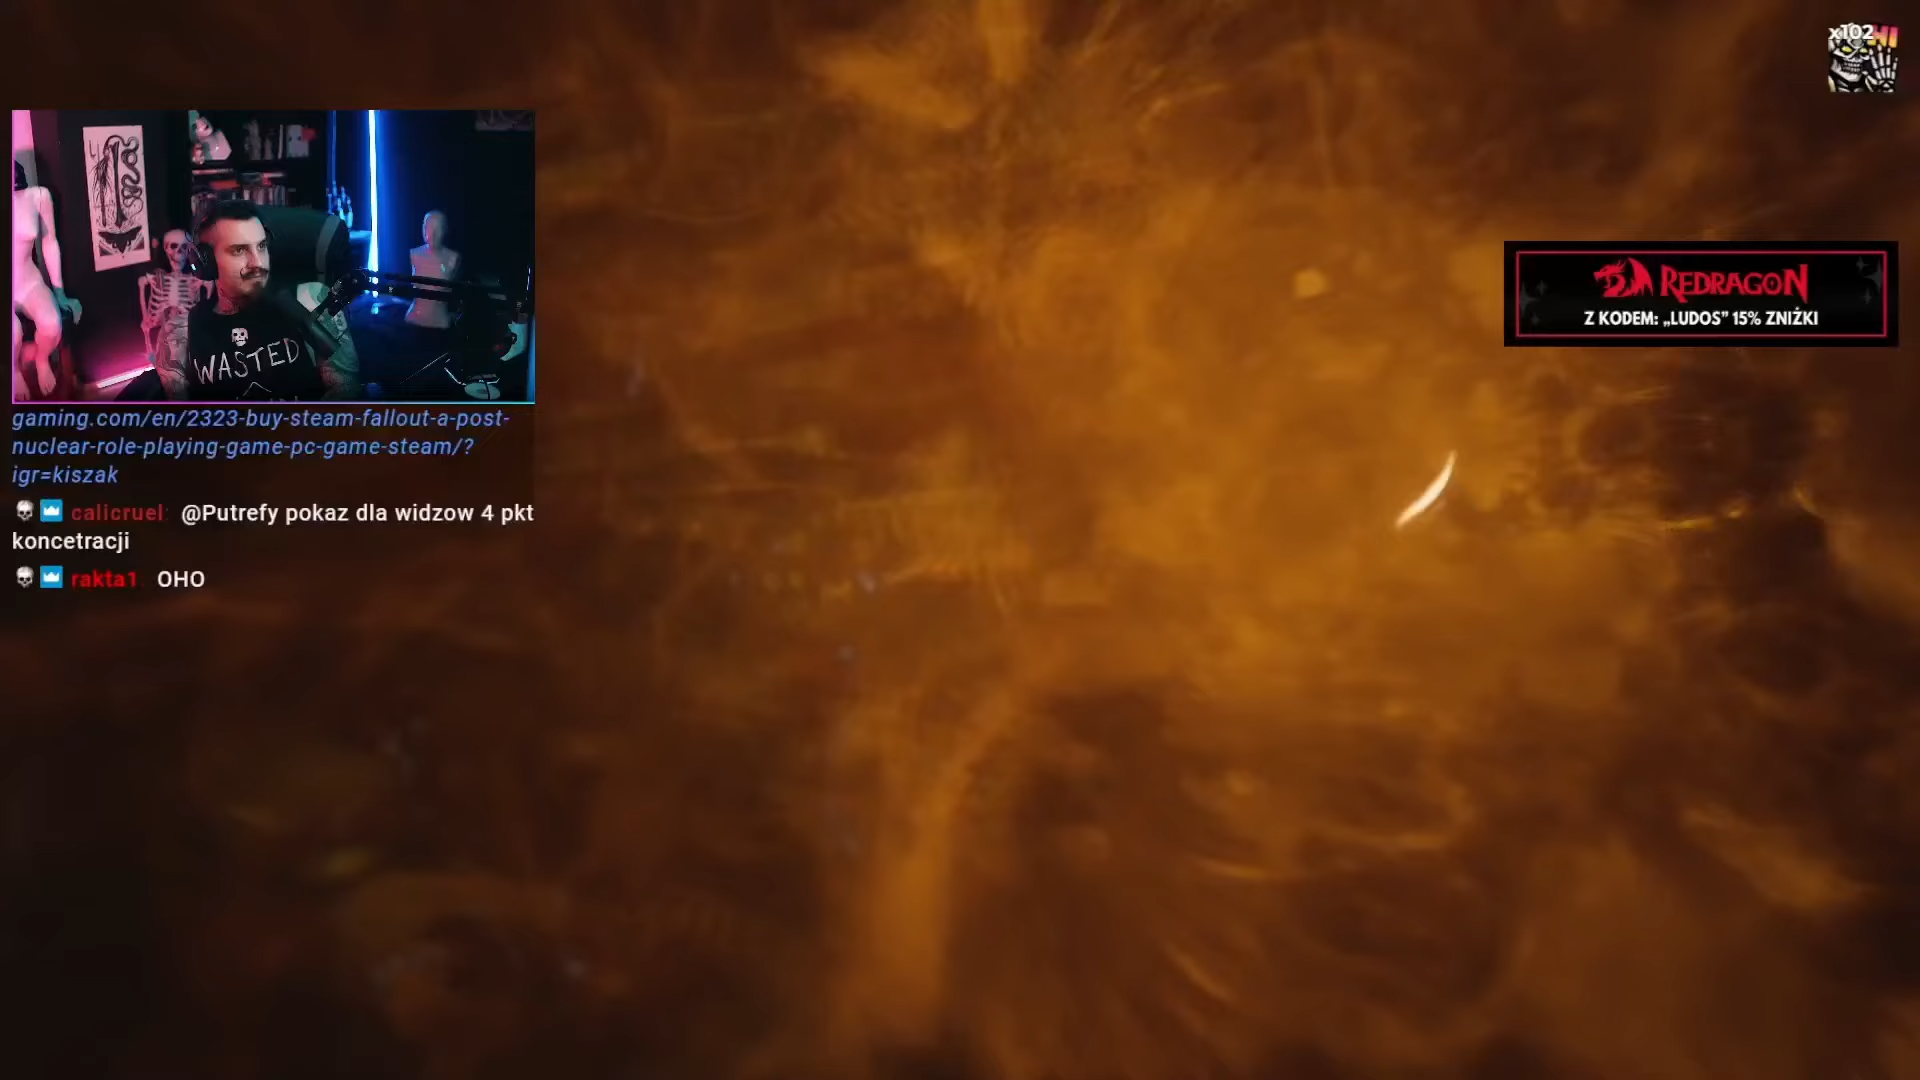 x102 HI
WASTED
REDRAGON
Z KODEM: „LUDOS” 15% ZNIŻKI
gaming.com/en/2323-buy-steam-fallout-a-post-
nuclear-role-playing-game-pc-game-steam/?
igr=kiszak
calicruel: @Putrefy pokaz dla widzow 4 pkt
koncetracji
rakta1: OHO